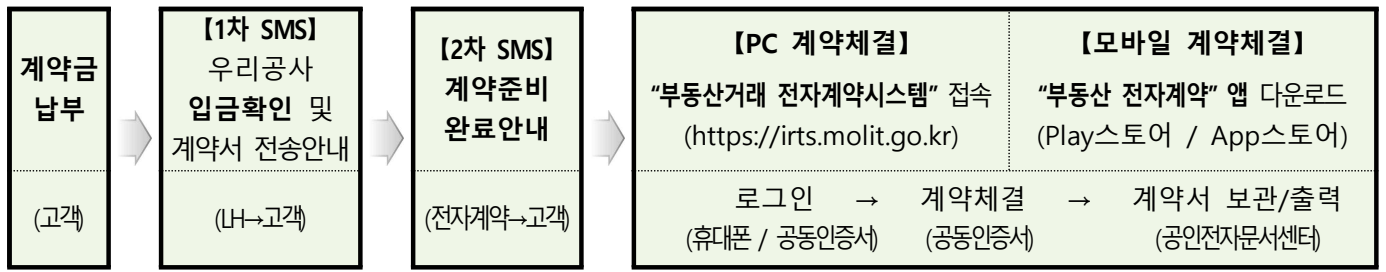 계약금
납부
(고객)
【1차 SMS】
우리공사
입금확인 및
계약서 전송안내
(LH→고객)
【2차 SMS】
계약준비
완료안내
(전자계약→고객)
【PC 계약체결】
“부동산거래 전자계약시스템” 접속
(https://irts.molit.go.kr)
【모바일 계약체결】
“부동산 전자계약” 앱 다운로드
(Play스토어 / App스토어)
로그인 → 계약체결 → 계약서 보관/출력
(휴대폰 / 공동인증서) (공동인증서) (공인전자문서센터)